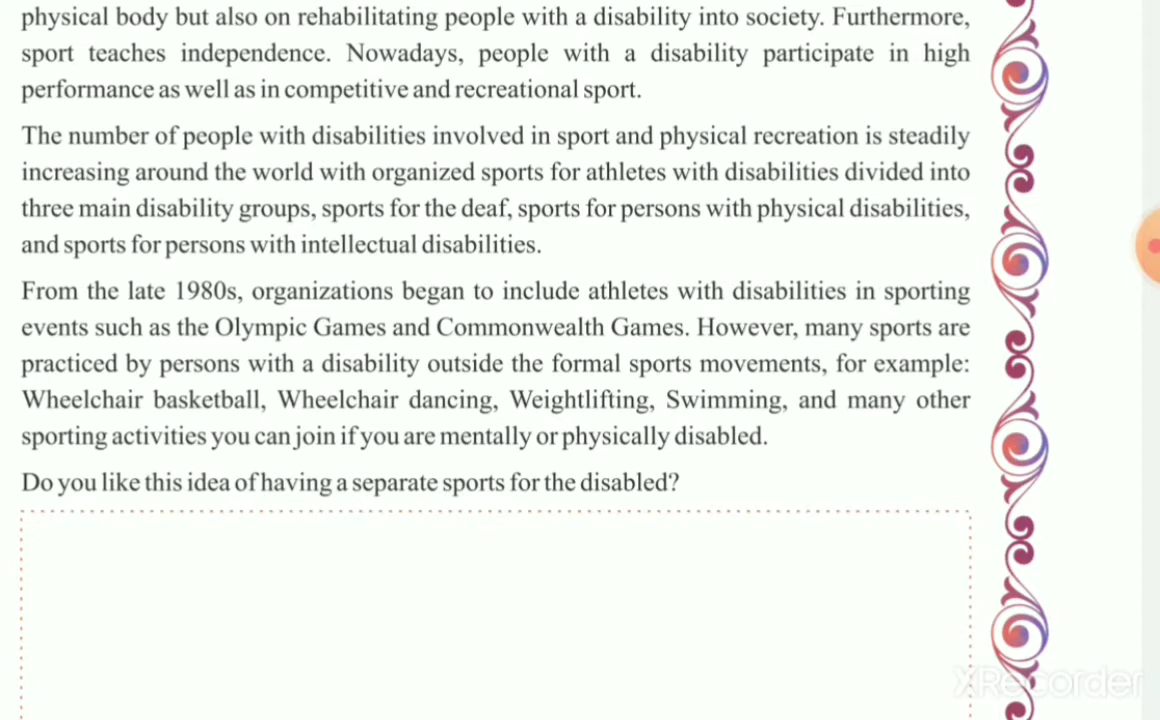 physical body but also on rehabilitating people with a disability into society. Furthermore,
sport teaches independence. Nowadays, people with a disability participate in high
performance as well as in competitive and recreational sport.
The number of people with disabilities involved in sport and physical recreation is steadily
increasing around the world with organized sports for athletes with disabilities divided into
three main disability groups, sports for the deaf, sports for persons with physical disabilities,
and sports for persons with intellectual disabilities.
From the late 1980s, organizations began to include athletes with disabilities in sporting
events such as the Olympic Games and Commonwealth Games. However, many sports are
practiced by persons with a disability outside the formal sports movements, for example:
Wheelchair basketball, Wheelchair dancing, Weightlifting, Swimming, and many other
sporting activities you can join if you are mentally or physically disabled.
Do you like this idea of having a separate sports for the disabled?
XRecorder